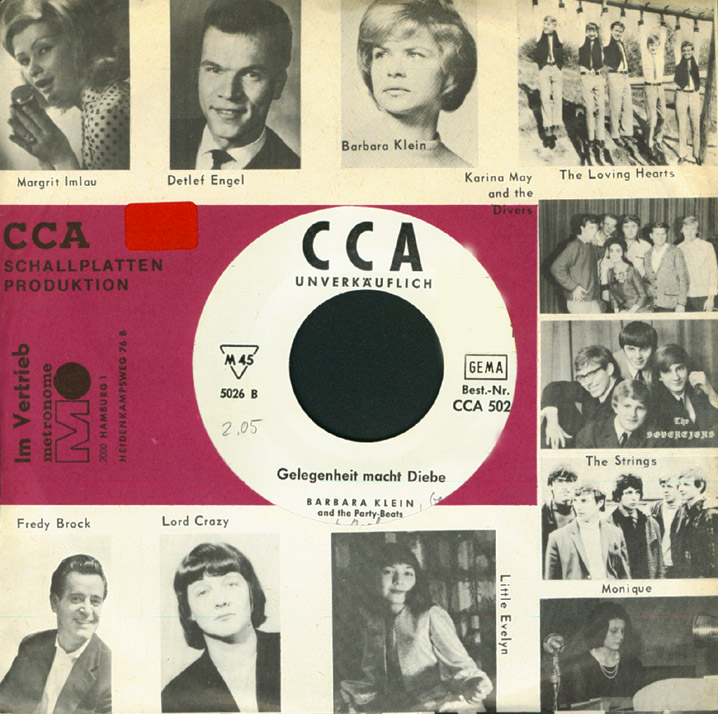 Margrit Imlau
Detlef Engel
Barbara Klein
Karina May
and the
Divers
The Loving Hearts
CCA
SCHALLPLATTEN
PRODUKTION
Im Vertrieb
metronome
2000 HAMBURG 1
HEIDENKAMPSWEG 76 B
CCA
UNVERKÄUFLICH
M 45
5026 B
2.05
GEMA
Best.-Nr.
CCA 502
Gelegenheit macht Diebe
BARBARA KLEIN
and the Party-Beats
The
SOVEREIGNS
The Strings
Fredy Brock
Lord Crazy
Little Evelyn
Monique